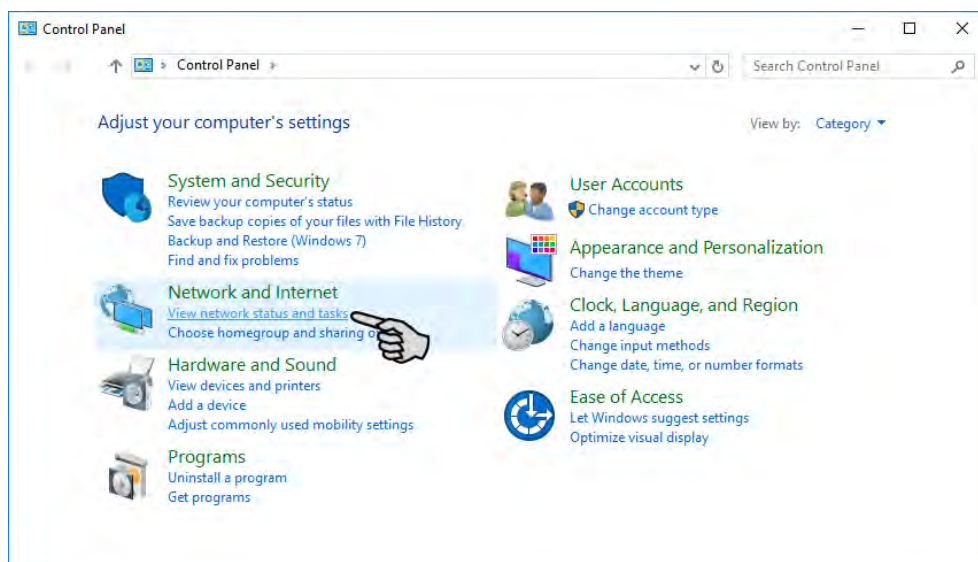 Control Panel
Control Panel
Search Control Panel
Adjust your computer's settings
View by: Category
System and Security
Review your computer's status
Save backup copies of your files with File History
Backup and Restore (Windows 7)
Find and fix problems
Network and Internet
View network status and tasks
Choose homegroup and sharing
Hardware and Sound
View devices and printers
Add a device
Adjust commonly used mobility settings
Programs
Uninstall a program
Get programs
User Accounts
Change account type
Appearance and Personalization
Change the theme
Clock, Language, and Region
Add a language
Change input methods
Change date, time, or number formats
Ease of Access
Let Windows suggest settings
Optimize visual display